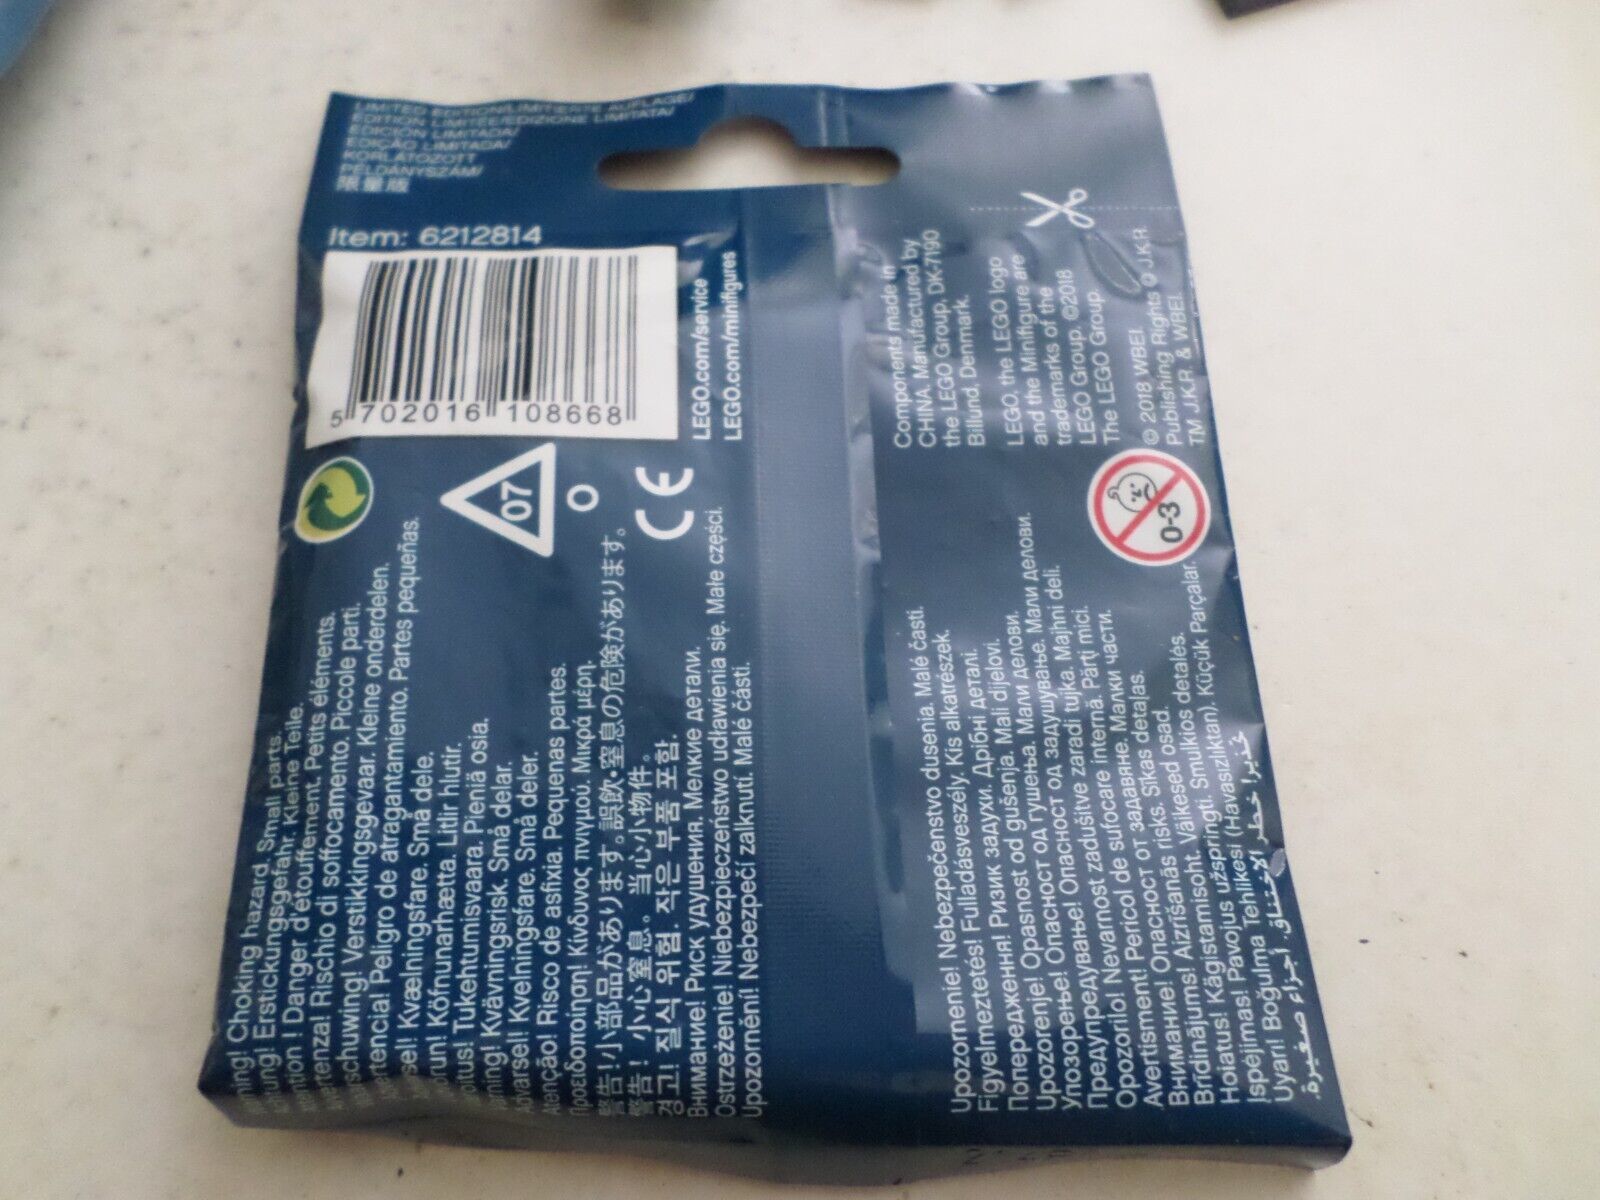 LIMITED EDITION/LIMITIERTE AUFLAGE/
ÉDITION LIMITÉE/EDIZIONE LIMITATA/
EDICIÓN LIMITADA/
EDIÇÃO LIMITADA/
KORLÁTOZOTT
PÉLDÁNYSZÁM/
限量版
Item: 6212814
5 702016 108668
LEGO.com/service
LEGO.com/minifigures
07
CE
Choking hazard. Small parts.
Erstickungsgefahr. Kleine Teile.
Attention ! Danger d'étouffement. Petits éléments.
Rischio di soffocamento. Piccole parti.
Waarschuwing! Verstikkingsgevaar. Kleine onderdelen.
Peligro de atragantamiento. Partes pequeñas.
Kvælningsfare. Små dele.
Köfnunarhætta. Litlir hlutir.
Tukehtumisvaara. Pieniä osia.
Kävningsrisk. Små delar.
Advarsel! Kvelningsfare. Små deler.
Atenção! Risco de asfixia. Pequenas partes.
Προειδοποίηση! Κίνδυνος πνιγμού. Μικρά μέρη.
警告!小部品があります。誤飲・窒息の危険があります。
警告! 小心窒息。当心小物件。
경고! 질식 위험. 작은 부품 포함.
Внимание! Риск удушения. Мелкие детали.
Ostrzeżenie! Niebezpieczeństwo udławienia się. Małe części.
Upozornění! Nebezpečí zalknutí. Malé části.
Components made in
CHINA. Manufactured by
the LEGO Group, DK-7190
Billund, Denmark.
LEGO, the LEGO logo
and the Minifigure are
trademarks of the
LEGO Group. ©2018
The LEGO Group.
© 2018 WBEI.
Publishing Rights © J.K.R.
TM J.K.R. & WBEI.
0-3
Upozornenie! Nebezpečenstvo dusenia. Malé časti.
Figyelmeztetés! Fulladásveszély. Kis alkatrészek.
Попередження! Ризик задухи. Дрібні деталі.
Upozorenje! Opasnost od gušenja. Mali dijelovi.
Упозорење! Опасност од гушења. Мали делови.
Предупредување! Опасност од задушување. Мали делови.
Opozorilo! Nevarnost zadušitve zaradi tujka. Majhni deli.
Avertisment! Pericol de sufocare internă. Părți mici.
Внимание! Опасност от задавяне. Малки части.
Brīdinājums! Aizrīšanās risks. Sīkas detaļas.
Hoiatus! Kägistamisoht. Väikesed osad.
Įspėjimas! Pavojus užspringti. Smulkios detalės.
Uyarı! Boğulma Tehlikesi (Havasızlıktan). Küçük Parçalar.
تحذير! خطر الاختناق. أجزاء صغيرة.